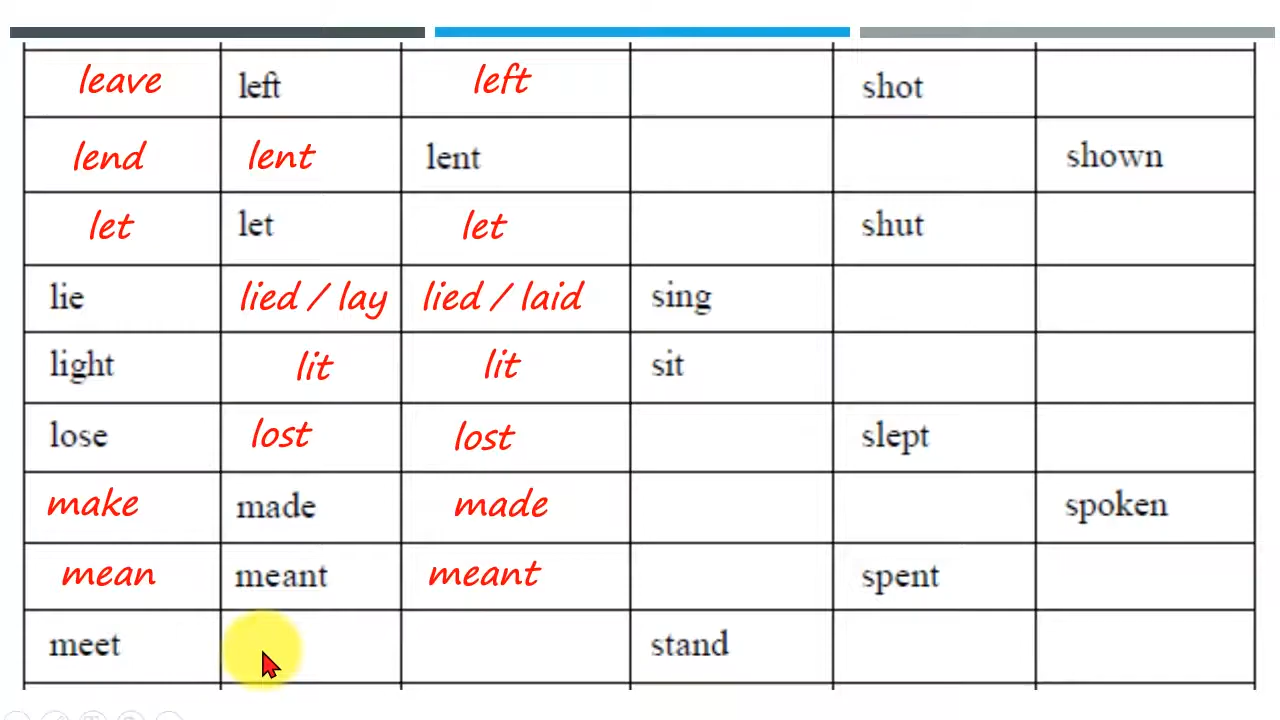 leave left left shot
lend lent lent shown
let let let shut
lie lied / lay lied / laid sing
light lit lit sit
lose lost lost slept
make made made spoken
mean meant meant spent
meet stand